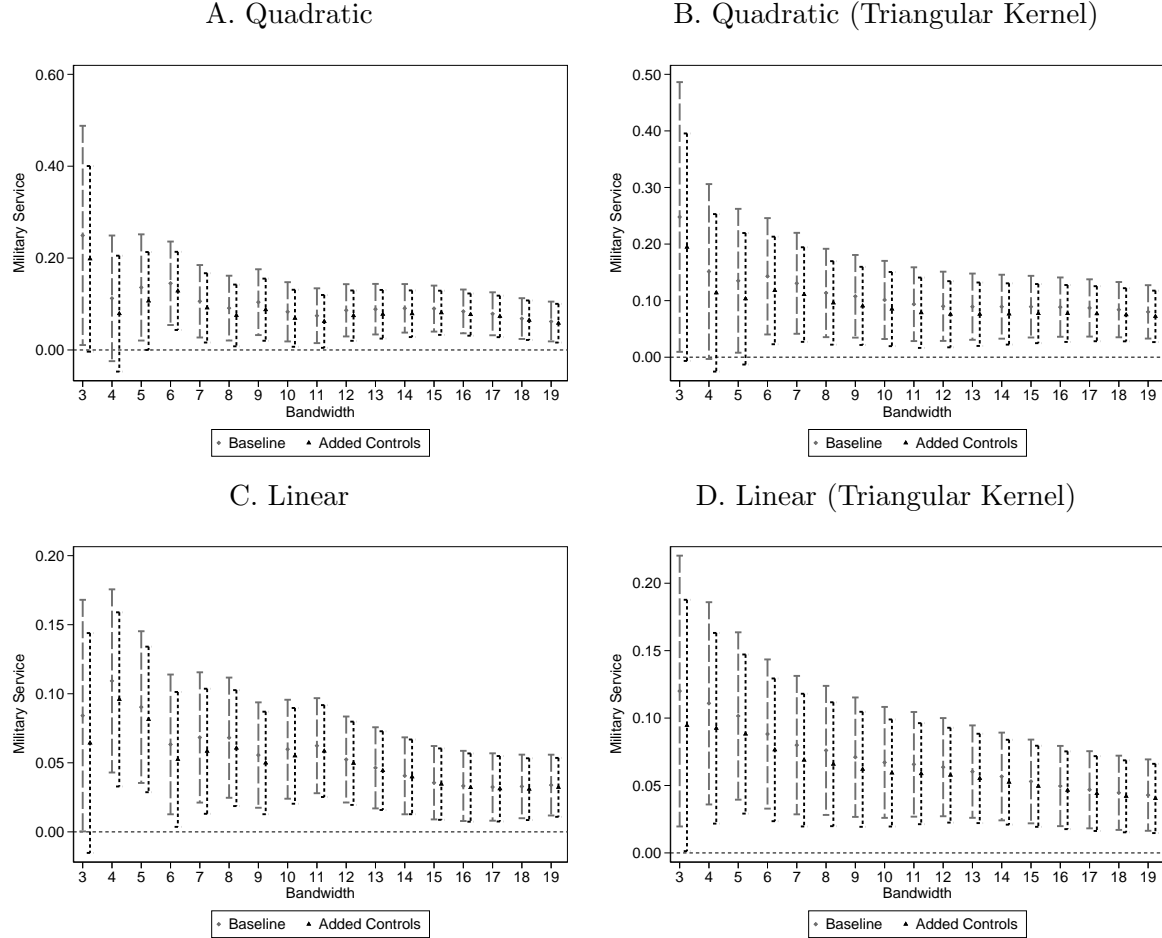 A. Quadratic
Military Service
0.60
0.40
0.20
0.00
3 4 5 6 7 8 9 10 11 12 13 14 15 16 17 18 19
Bandwidth
Baseline Added Controls
B. Quadratic (Triangular Kernel)
Military Service
0.50
0.40
0.30
0.20
0.10
0.00
3 4 5 6 7 8 9 10 11 12 13 14 15 16 17 18 19
Bandwidth
Baseline Added Controls
C. Linear
Military Service
0.20
0.15
0.10
0.05
0.00
3 4 5 6 7 8 9 10 11 12 13 14 15 16 17 18 19
Bandwidth
Baseline Added Controls
D. Linear (Triangular Kernel)
Military Service
0.20
0.15
0.10
0.05
0.00
3 4 5 6 7 8 9 10 11 12 13 14 15 16 17 18 19
Bandwidth
Baseline Added Controls